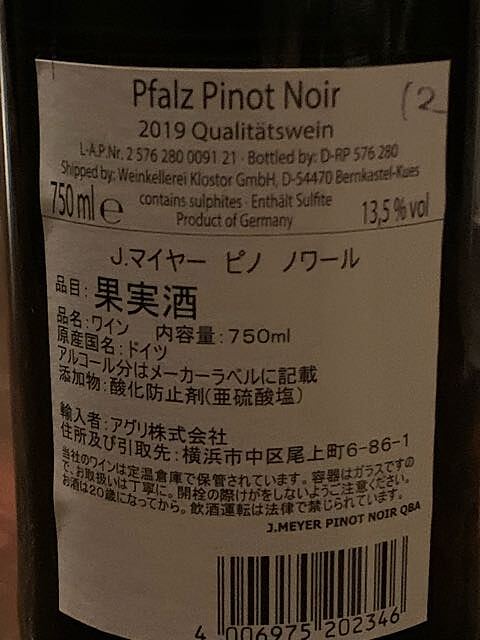 Pfalz Pinot Noir
(2
2019 Qualitätswein
L-A.P.Nr. 2 576 280 0091 21 · Bottled by: D-RP 576 280
Shipped by: Weinkellerei Klostor GmbH, D-54470 Bernkastel-Kues
750 ml e contains sulphites · Enthält Sulfite 13,5 % vol
Product of Germany
J.マイヤー ピノ ノワール
品目:果実酒
品名:ワイン 内容量:750ml
原産国名:ドイツ
アルコール分はメーカーラベルに記載
添加物:酸化防止剤(亜硫酸塩)
輸入者:アグリ株式会社
住所及び引取先:横浜市中区尾上町6-86-1
当社のワインは定温倉庫で保管されています。容器はガラスですの
で、お取扱いは丁寧に。開栓の際けがをしないようご注意ください。
お酒は20歳になってから。飲酒運転は法律で禁じられています。
J.MEYER PINOT NOIR QBA
4 006975 202346